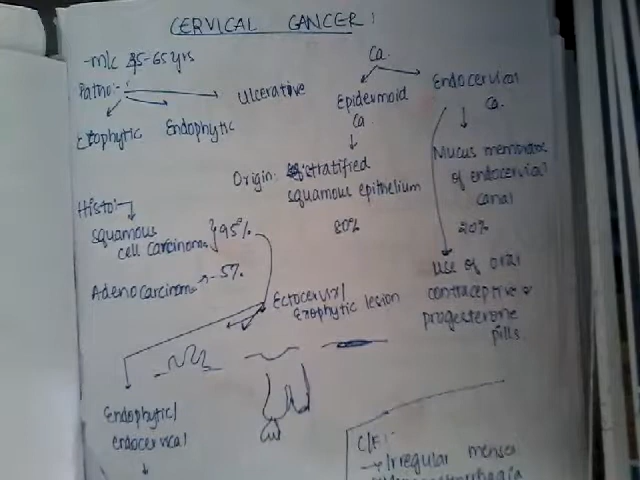 CERVICAL CANCER:
-m/c 35-65 yrs
Patho:-
Exophytic
Endophytic
Ulcerative
Ca.
Epidermoid
Ca
Endocervical
Ca.
Origin: stratified
squamous epithelium
80%
Mucus membrane
of endocervical
canal
20%
Use of oral
contraceptive or
progesterone
pills.
Histo:-
squamous
cell carcinoma } 95%
Adenocarcinoma - 5%
Ectocervix/
Exophytic lesion
Endophytic/
endocervical
C/F:-
Irregular menses